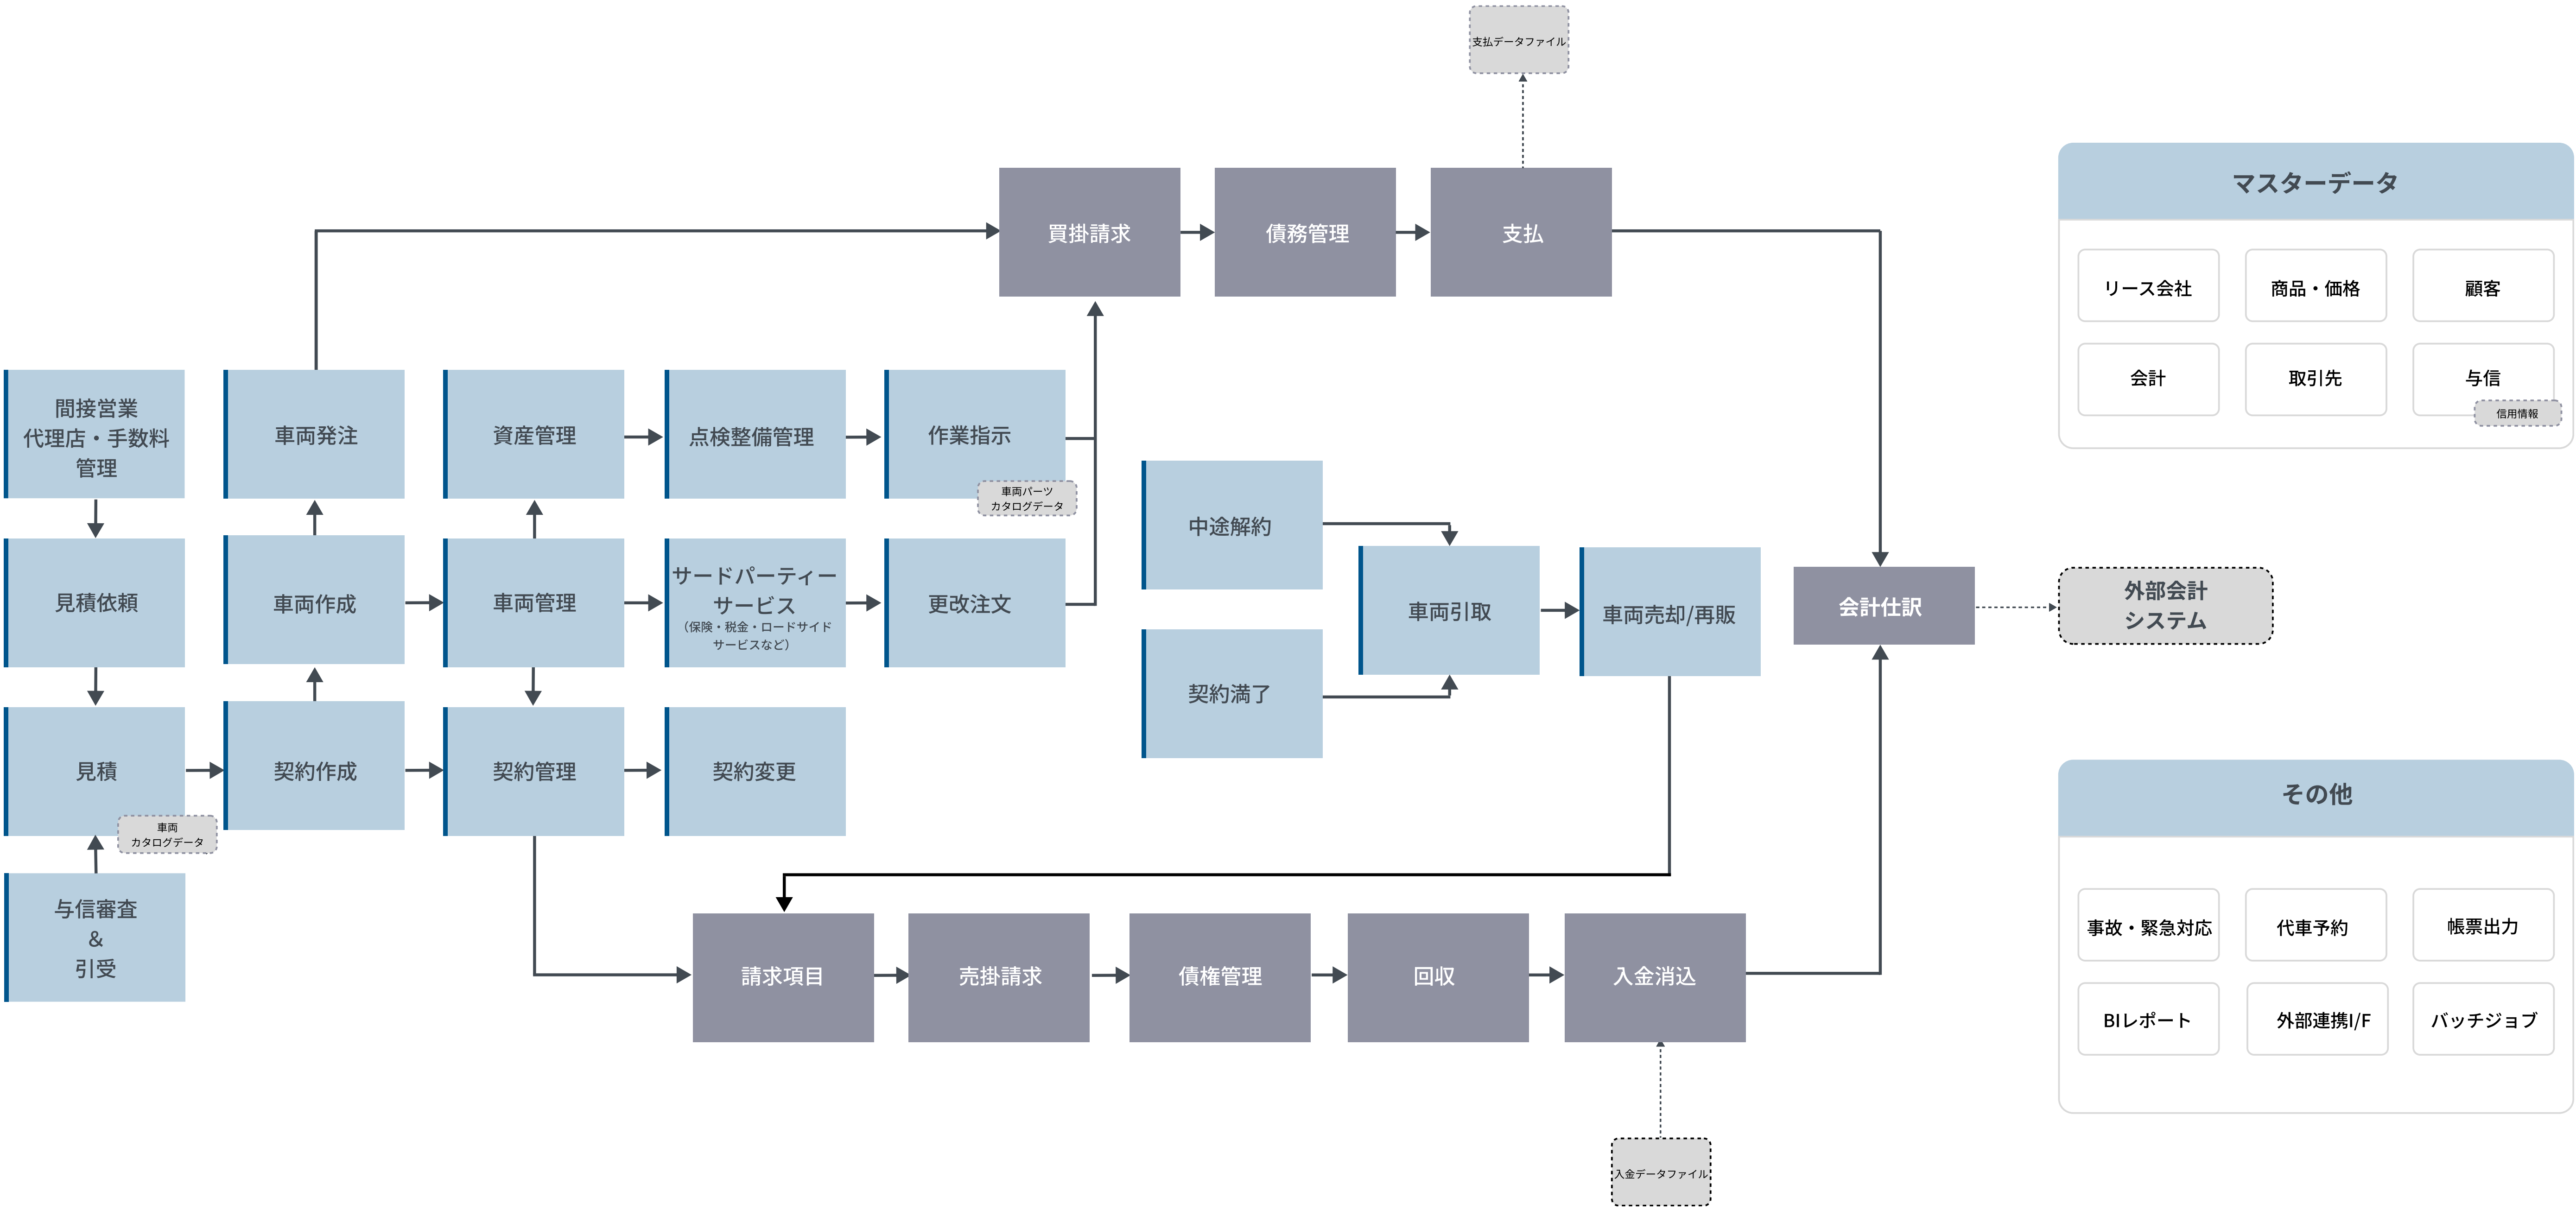 支払データファイル
買掛請求
債務管理
支払
マスターデータ
リース会社
商品・価格
顧客
会計
取引先
与信
信用情報
間接営業
代理店・手数料
管理
車両発注
資産管理
点検整備管理
作業指示
車両パーツ
カタログデータ
見積依頼
車両作成
車両管理
サードパーティー
サービス
（保険・税金・ロードサイド
サービスなど）
更改注文
中途解約
契約満了
車両引取
車両売却/再販
会計仕訳
外部会計
システム
見積
車両
カタログデータ
契約作成
契約管理
契約変更
与信審査
&
引受
請求項目
売掛請求
債権管理
回収
入金消込
入金データファイル
その他
事故・緊急対応
代車予約
帳票出力
BIレポート
外部連携I/F
バッチジョブ